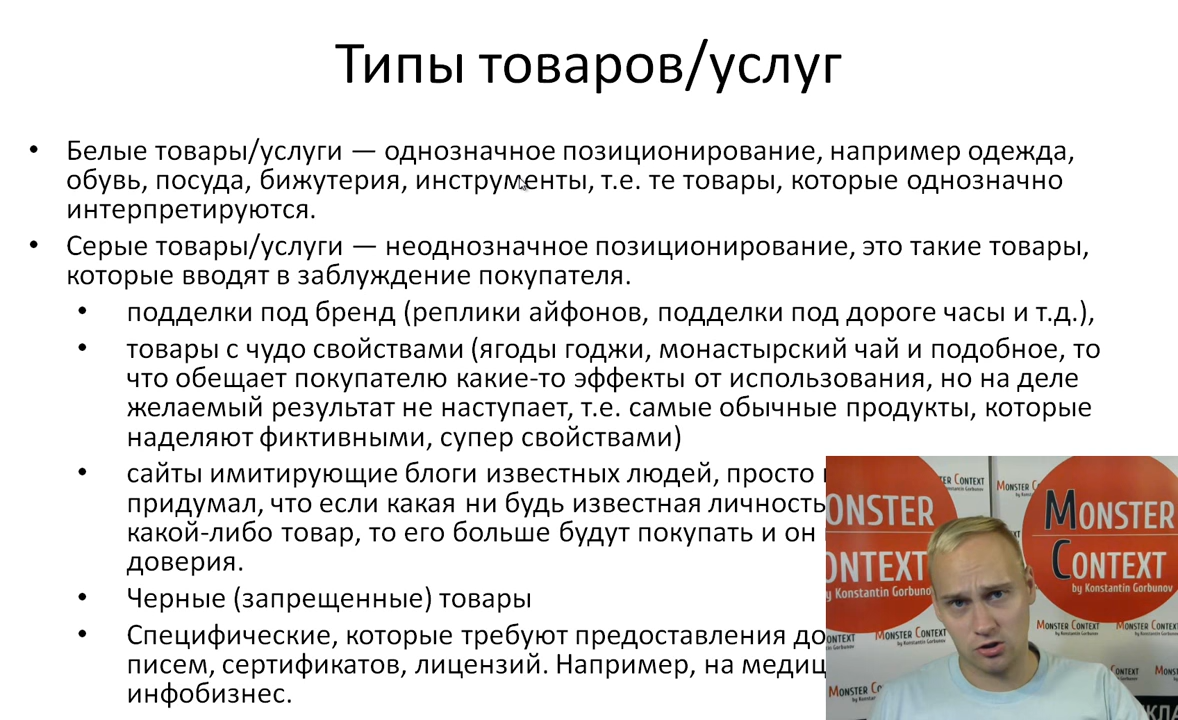 Типы товаров/услуг
• Белые товары/услуги — однозначное позиционирование, например одежда,
обувь, посуда, бижутерия, инструменты, т.е. те товары, которые однозначно
интерпретируются.
• Серые товары/услуги — неоднозначное позиционирование, это такие товары,
которые вводят в заблуждение покупателя.
• подделки под бренд (реплики айфонов, подделки под дороге часы и т.д.),
• товары с чудо свойствами (ягоды годжи, монастырский чай и подобное, то
что обещает покупателю какие-то эффекты от использования, но на деле
желаемый результат не наступает, т.е. самые обычные продукты, которые
наделяют фиктивными, супер свойствами)
• сайты имитирующие блоги известных людей, просто
придумал, что если какая ни будь известная личность
какой-либо товар, то его больше будут покупать и он
доверия.
• Черные (запрещенные) товары
• Специфические, которые требуют предоставления
писем, сертификатов, лицензий. Например, на
инфобизнес.
MONSTER
CONTEXT
by Konstantin Gorbunov
MONSTER CONTEXT
by Konstantin Gorbunov